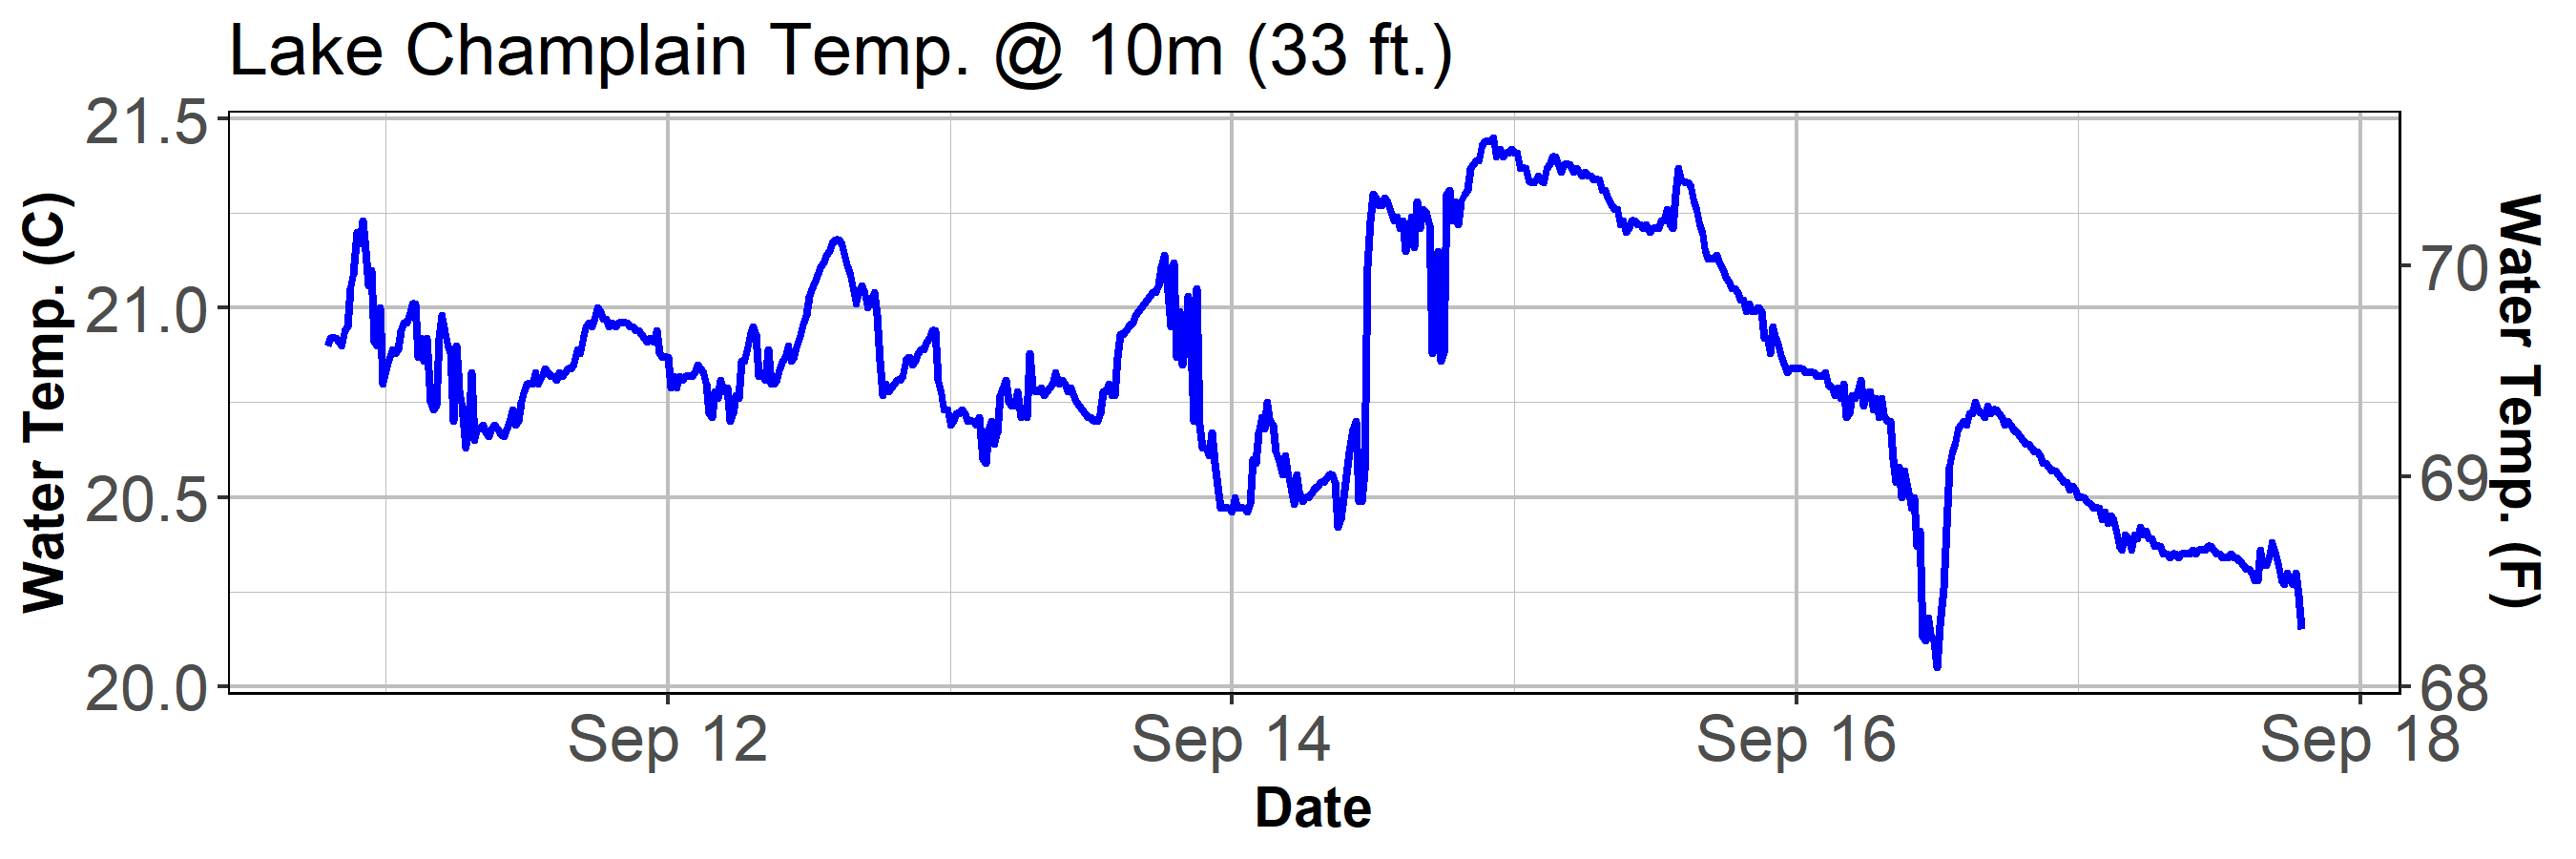 Lake Champlain Temp. @ 10m (33 ft.)
21.5
21.0
20.5
20.0
Water Temp. (C)
70
69
68
Water Temp. (F)
Sep 12
Sep 14
Sep 16
Sep 18
Date